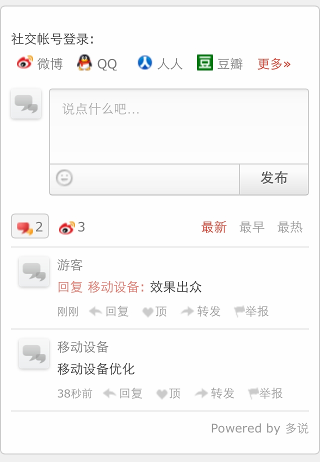 社交帐号登录:
微博 QQ 人人 豆 豆瓣 更多»
说点什么吧...
发布
2 3 最新 最早 最热
游客
回复 移动设备: 效果出众
刚刚 回复 顶 转发 举报
移动设备
移动设备优化
38秒前 回复 顶 转发 举报
Powered by 多说